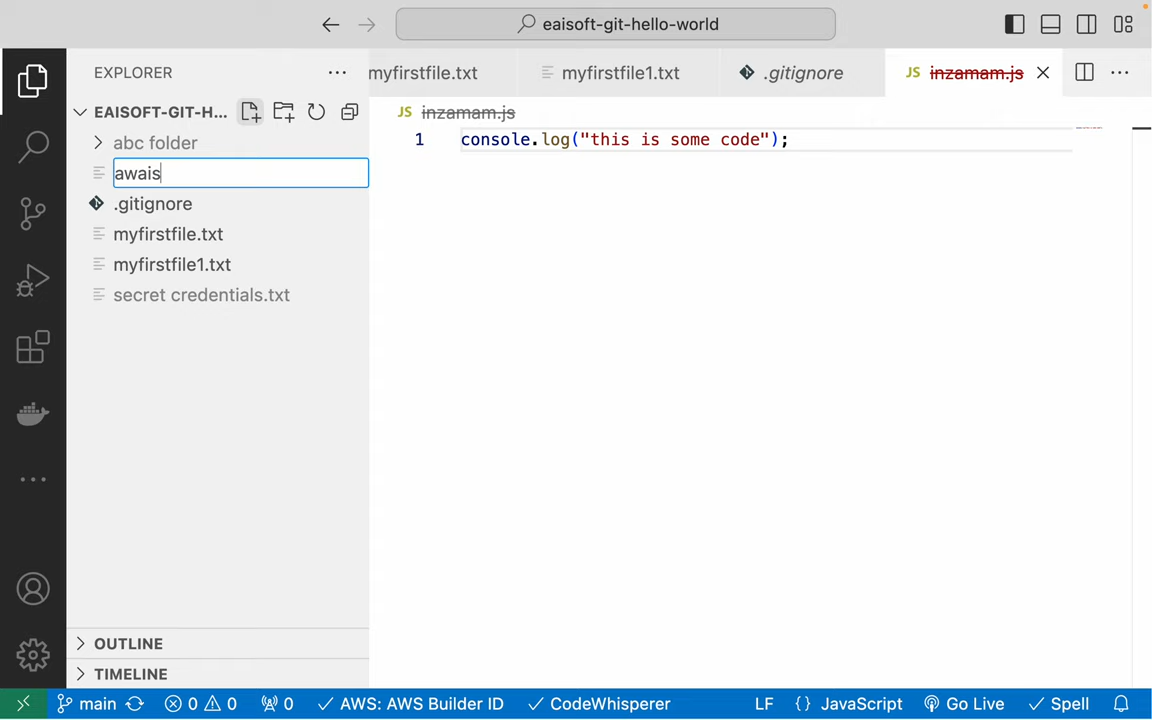 eaisoft-git-hello-world
EXPLORER
myfirstfile.txt
myfirstfile1.txt
.gitignore
JS inzamam.js
EAISOFT-GIT-H...
JS inzamam.js
abc folder
1 console.log("this is some code");
awais
.gitignore
myfirstfile.txt
myfirstfile1.txt
secret credentials.txt
OUTLINE
TIMELINE
main 0 0 0 AWS: AWS Builder ID CodeWhisperer LF {} JavaScript Go Live Spell